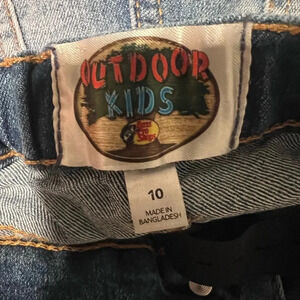 OUTDOOR
KIDS
Bass Pro
Shops
10
MADE IN
BANGLADESH